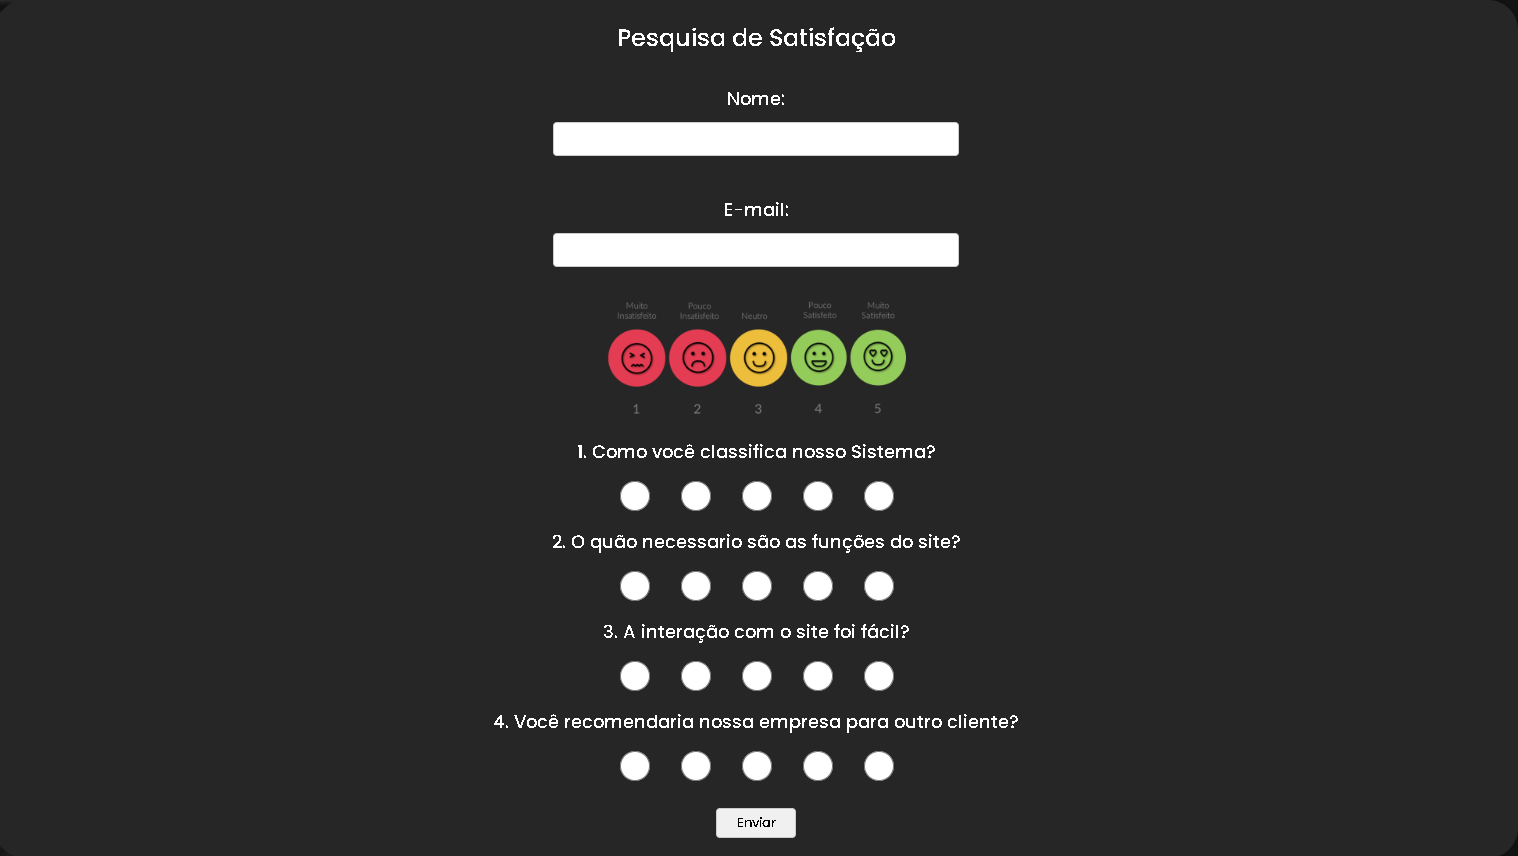 Pesquisa de Satisfação
Nome:
E-mail:
Muito Insatisfeito
Pouco Insatisfeito
Neutro
Pouco Satisfeito
Muito Satisfeito
1 2 3 4 5
1. Como você classifica nosso Sistema?
2. O quão necessario são as funções do site?
3. A interação com o site foi fácil?
4. Você recomendaria nossa empresa para outro cliente?
Enviar